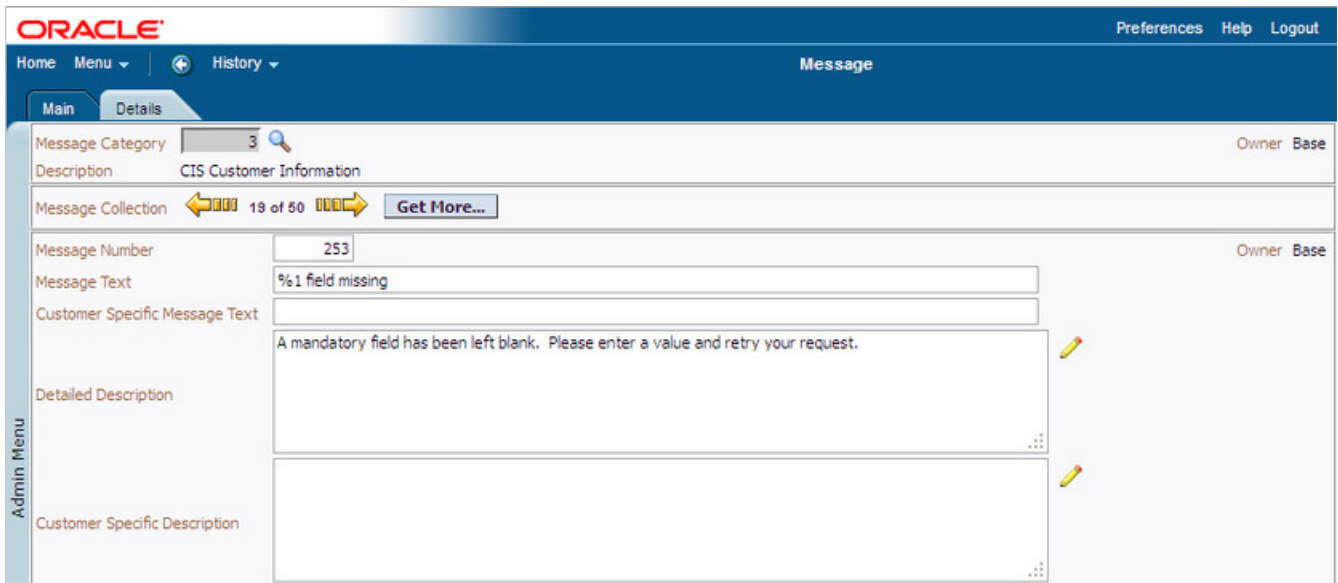 ORACLE
Preferences Help Logout
Home Menu History Message
Main Details
Message Category 3 Owner Base
Description CIS Customer Information
Message Collection 19 of 50 Get More...
Message Number 253 Owner Base
Message Text %1 field missing
Customer Specific Message Text
A mandatory field has been left blank. Please enter a value and retry your request.
Detailed Description
Customer Specific Description
Admin Menu